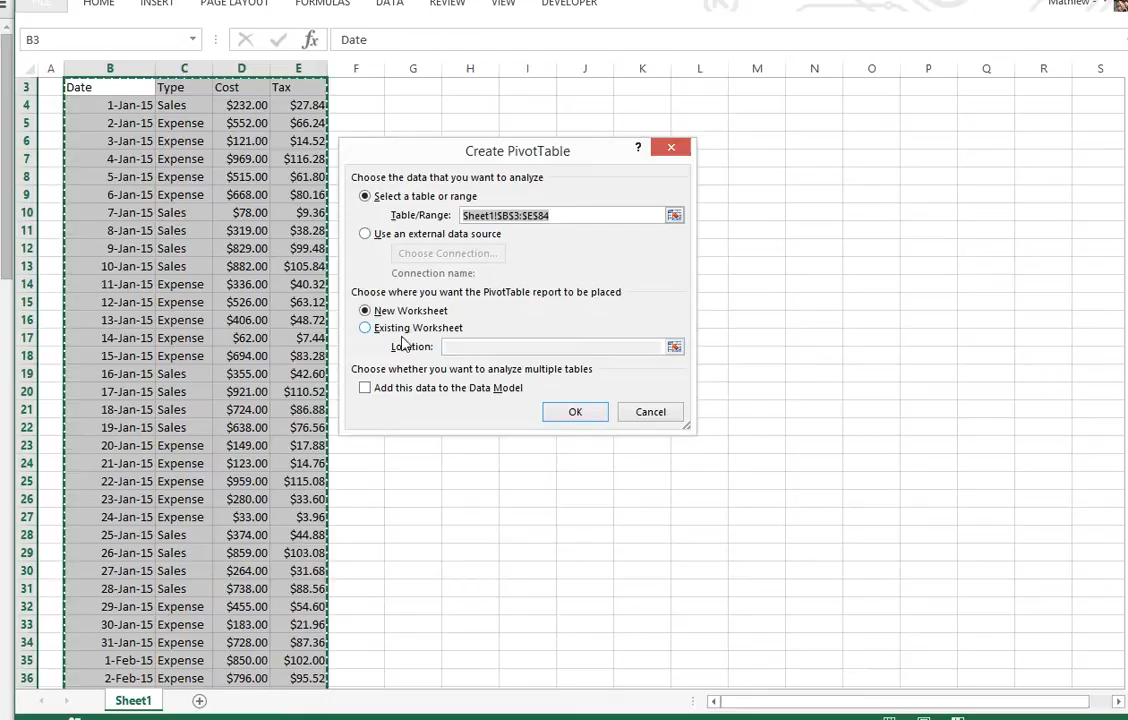 FILE HOME INSERT PAGE LAYOUT FORMULAS DATA REVIEW VIEW DEVELOPER Mathew
B3 fx Date
A B C D E F G H I J K L M N O P Q R S
3 Date Type Cost Tax
4 1-Jan-15 Sales $232.00 $27.84
5 2-Jan-15 Expense $552.00 $66.24
6 3-Jan-15 Expense $121.00 $14.52
7 4-Jan-15 Expense $969.00 $116.28
8 5-Jan-15 Expense $515.00 $61.80
9 6-Jan-15 Expense $668.00 $80.16
10 7-Jan-15 Sales $78.00 $9.36
11 8-Jan-15 Sales $319.00 $38.28
12 9-Jan-15 Sales $829.00 $99.48
13 10-Jan-15 Sales $882.00 $105.84
14 11-Jan-15 Expense $336.00 $40.32
15 12-Jan-15 Expense $526.00 $63.12
16 13-Jan-15 Expense $406.00 $48.72
17 14-Jan-15 Expense $62.00 $7.44
18 15-Jan-15 Sales $694.00 $83.28
19 16-Jan-15 Sales $355.00 $42.60
20 17-Jan-15 Sales $921.00 $110.52
21 18-Jan-15 Sales $724.00 $86.88
22 19-Jan-15 Sales $638.00 $76.56
23 20-Jan-15 Expense $149.00 $17.88
24 21-Jan-15 Expense $123.00 $14.76
25 22-Jan-15 Expense $959.00 $115.08
26 23-Jan-15 Expense $280.00 $33.60
27 24-Jan-15 Expense $33.00 $3.96
28 25-Jan-15 Sales $374.00 $44.88
29 26-Jan-15 Sales $859.00 $103.08
30 27-Jan-15 Sales $264.00 $31.68
31 28-Jan-15 Sales $738.00 $88.56
32 29-Jan-15 Expense $455.00 $54.60
33 30-Jan-15 Expense $183.00 $21.96
34 31-Jan-15 Expense $728.00 $87.36
35 1-Feb-15 Expense $850.00 $102.00
36 2-Feb-15 Expense $796.00 $95.52
Create PivotTable ?
Choose the data that you want to analyze
Select a table or range
Table/Range: Sheet1!$B$3:$E$84
Use an external data source
Choose Connection...
Connection name:
Choose where you want the PivotTable report to be placed
New Worksheet
Existing Worksheet
Location:
Choose whether you want to analyze multiple tables
Add this data to the Data Model
OK Cancel
Sheet1